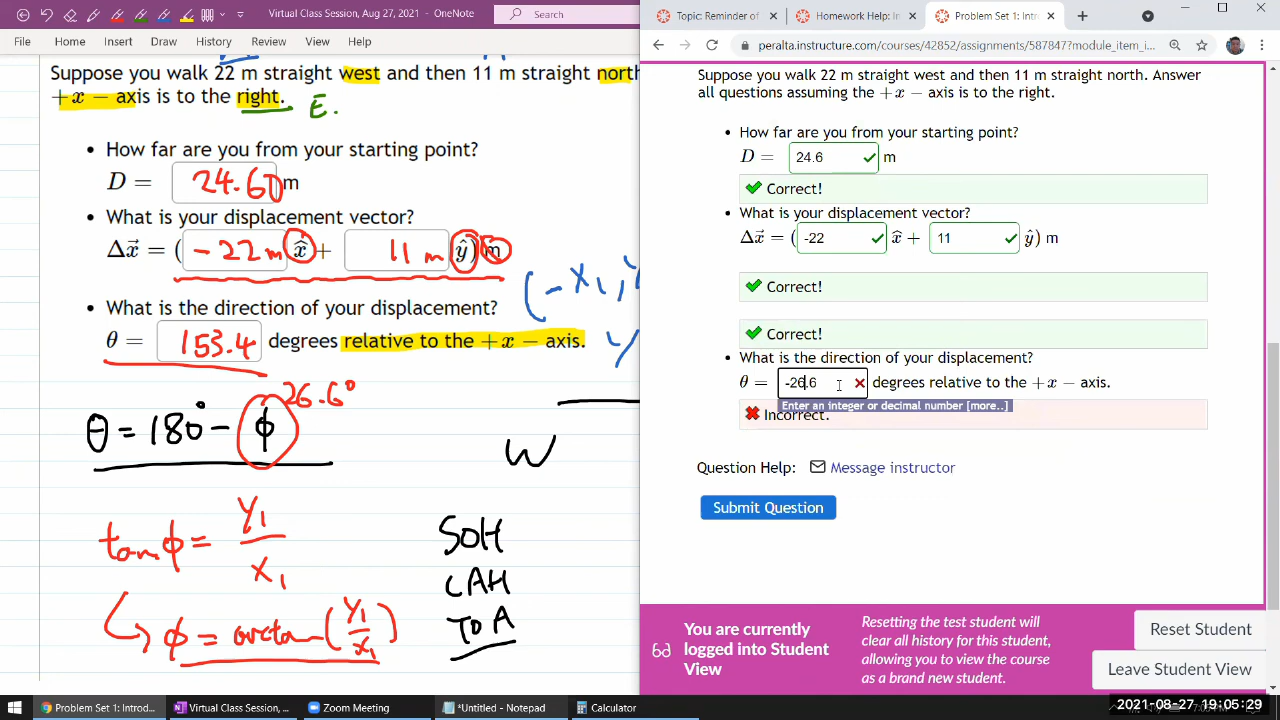 Virtual Class Session, Aug 27, 2021 - OneNote
Search
File Home Draw Insert Draw History Review View Help
Suppose you walk 22 m straight west and then 11 m straight nort
+x − axis is to the right.
E.
How far are you from your starting point?
D = 24.60 m
What is your displacement vector?
Δx⃗ = ( -22 m x̂ + 11 m ŷ) m
(-x₁, y
What is the direction of your displacement?
θ = 153.4 degrees relative to the +x − axis.
26.6°
θ = 180° - ϕ
W
tan ϕ = y₁/x₁
SOH
CAH
ϕ = arctan (y₁/x₁)
TOA
Topic: Reminder of
Homework Help: In
Problem Set 1: Intro
peralta.instructure.com/courses/42853/assignments/587847?module_item_i...
Suppose you walk 22 m straight west and then 11 m straight north. Answer
all questions assuming the +x − axis is to the right.
How far are you from your starting point?
D = 24.6 m
Correct!
What is your displacement vector?
Δx⃗ = ( -22 x̂ + 11 ŷ) m
Correct!
Correct!
What is the direction of your displacement?
θ = -26.6 degrees relative to the +x − axis.
Enter an integer or decimal number [more..]
Incorrect.
Question Help: Message instructor
Submit Question
You are currently
logged into Student
View
Resetting the test student will
clear all history for this student,
allowing you to view the course
as a brand new student.
Reset Student
Leave Student View
Problem Set 1: Introd...
Virtual Class Session,...
Zoom Meeting
*Untitled - Notepad
Calculator
2021-08-27 19:05:29